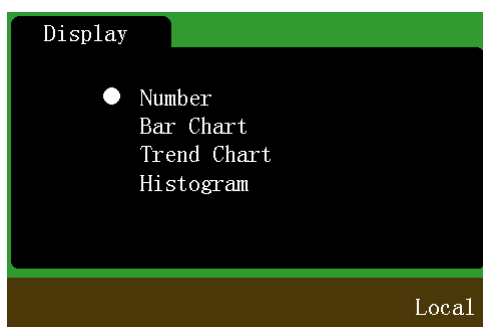 Display
Number
Bar Chart
Trend Chart
Histogram
Local